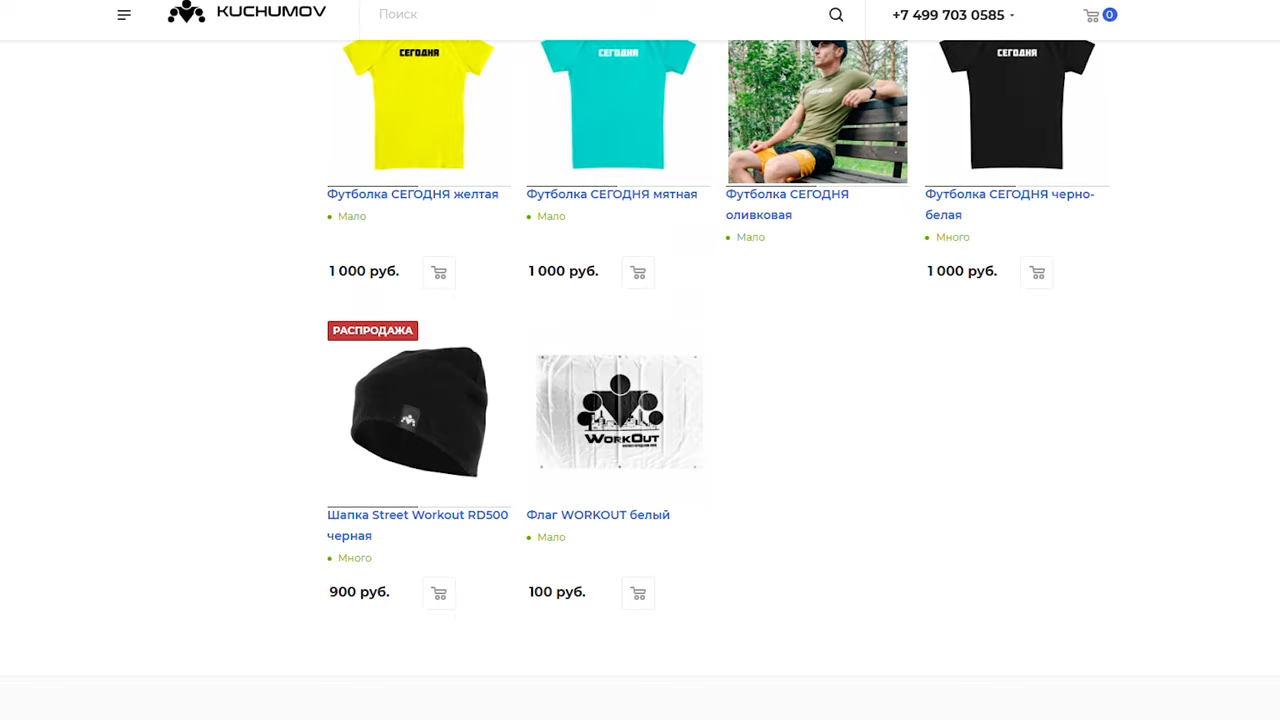 KUCHUMOV
Поиск
+7 499 703 0585
0
СЕГОДНЯ
СЕГОДНЯ
СЕГОДНЯ
СЕГОДНЯ
Футболка СЕГОДНЯ желтая
Мало
1 000 руб.
Футболка СЕГОДНЯ мятная
Мало
1 000 руб.
Футболка СЕГОДНЯ
оливковая
Мало
Футболка СЕГОДНЯ черно-
белая
Много
1 000 руб.
РАСПРОДАЖА
WORKOUT
Шапка Street Workout RD500
черная
Много
900 руб.
Флаг WORKOUT белый
Мало
100 руб.